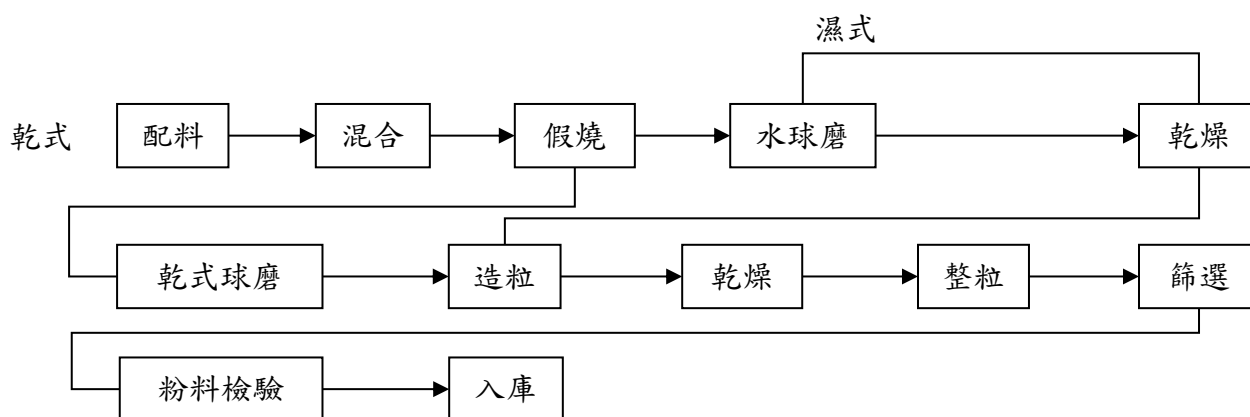 濕式
乾式 配料 混合 假燒 水球磨 乾燥
乾式球磨 造粒 乾燥 整粒 篩選
粉料檢驗 入庫